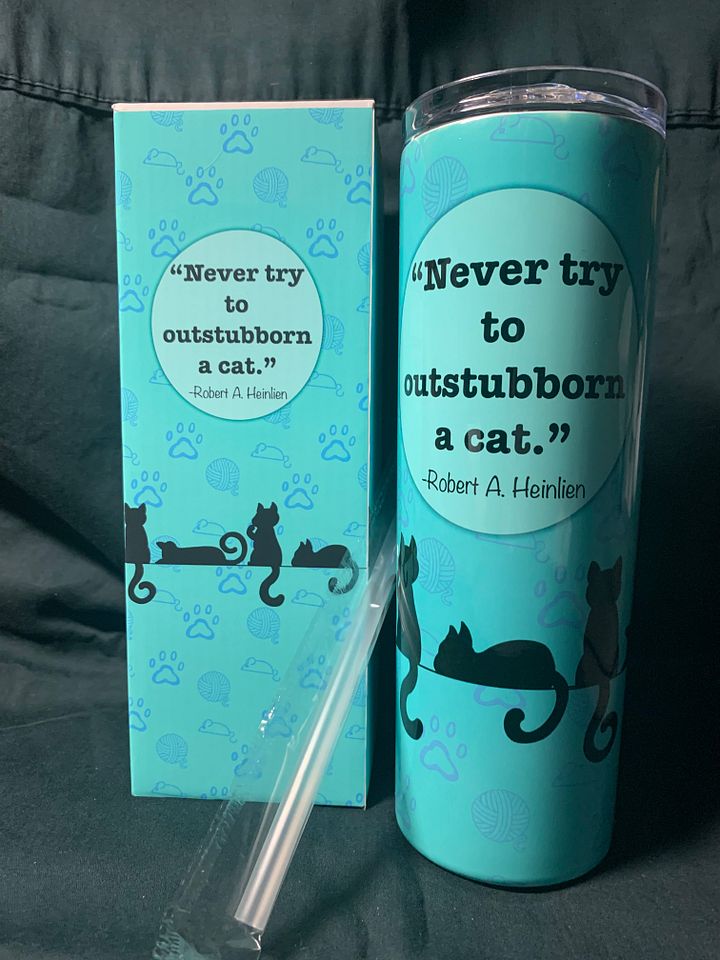 “Never try
to
outstubborn
a cat.”
-Robert A. Heinlien
“Never try
to
outstubborn
a cat.”
-Robert A. Heinlien